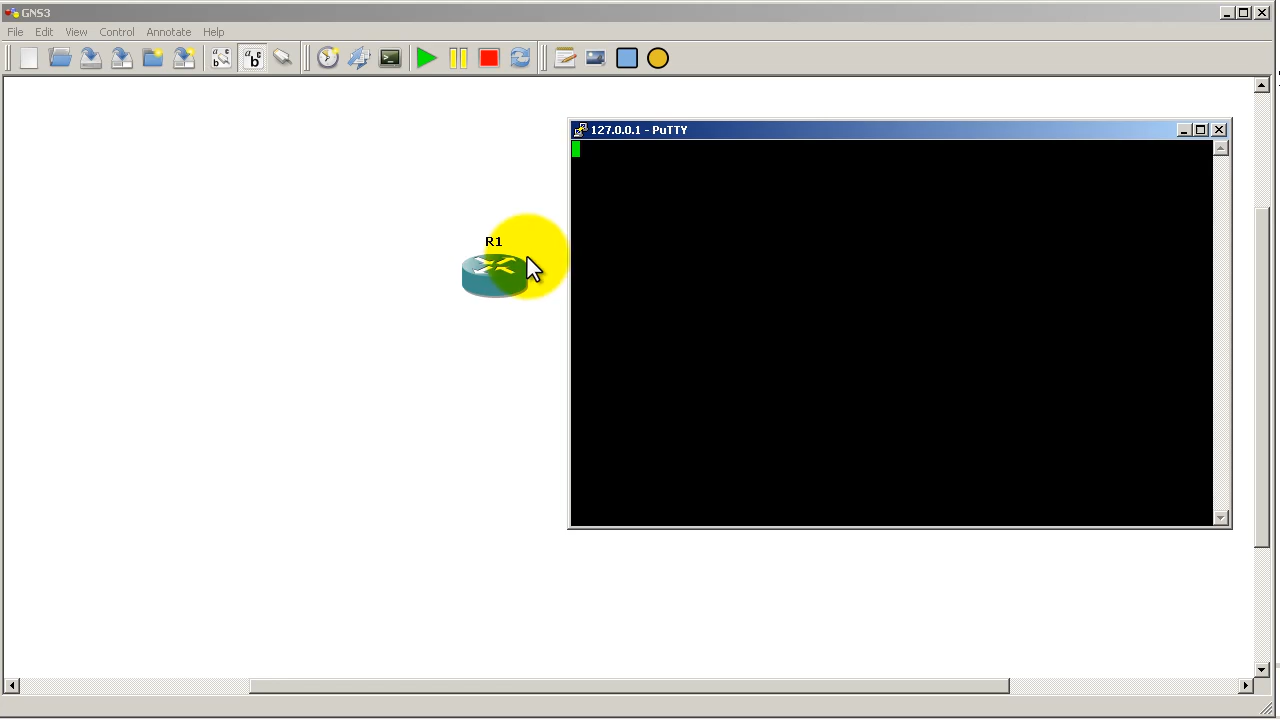 GNS3
File Edit View Control Annotate Help
127.0.0.1 - PuTTY
R1